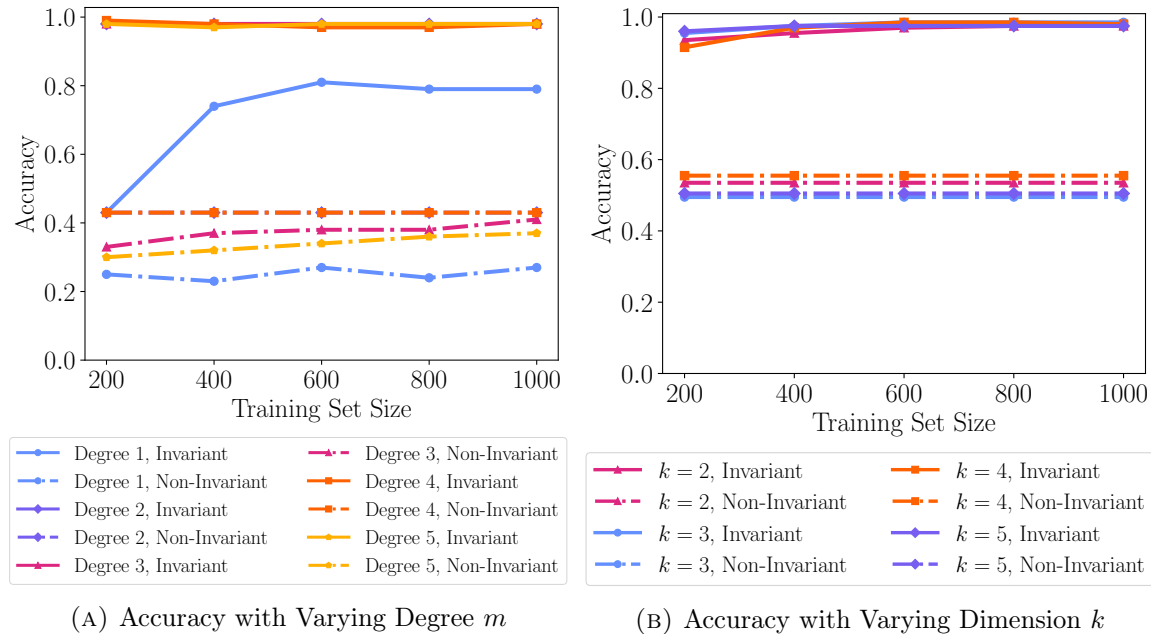 1.0
0.8
0.6
0.4
0.2
0.0
Accuracy
200 400 600 800 1000
Training Set Size
Degree 1, Invariant
Degree 1, Non-Invariant
Degree 2, Invariant
Degree 2, Non-Invariant
Degree 3, Invariant
Degree 3, Non-Invariant
Degree 4, Invariant
Degree 4, Non-Invariant
Degree 5, Invariant
Degree 5, Non-Invariant
(A) Accuracy with Varying Degree m
1.0
0.8
0.6
0.4
0.2
0.0
Accuracy
200 400 600 800 1000
Training Set Size
k = 2, Invariant
k = 2, Non-Invariant
k = 3, Invariant
k = 3, Non-Invariant
k = 4, Invariant
k = 4, Non-Invariant
k = 5, Invariant
k = 5, Non-Invariant
(B) Accuracy with Varying Dimension k